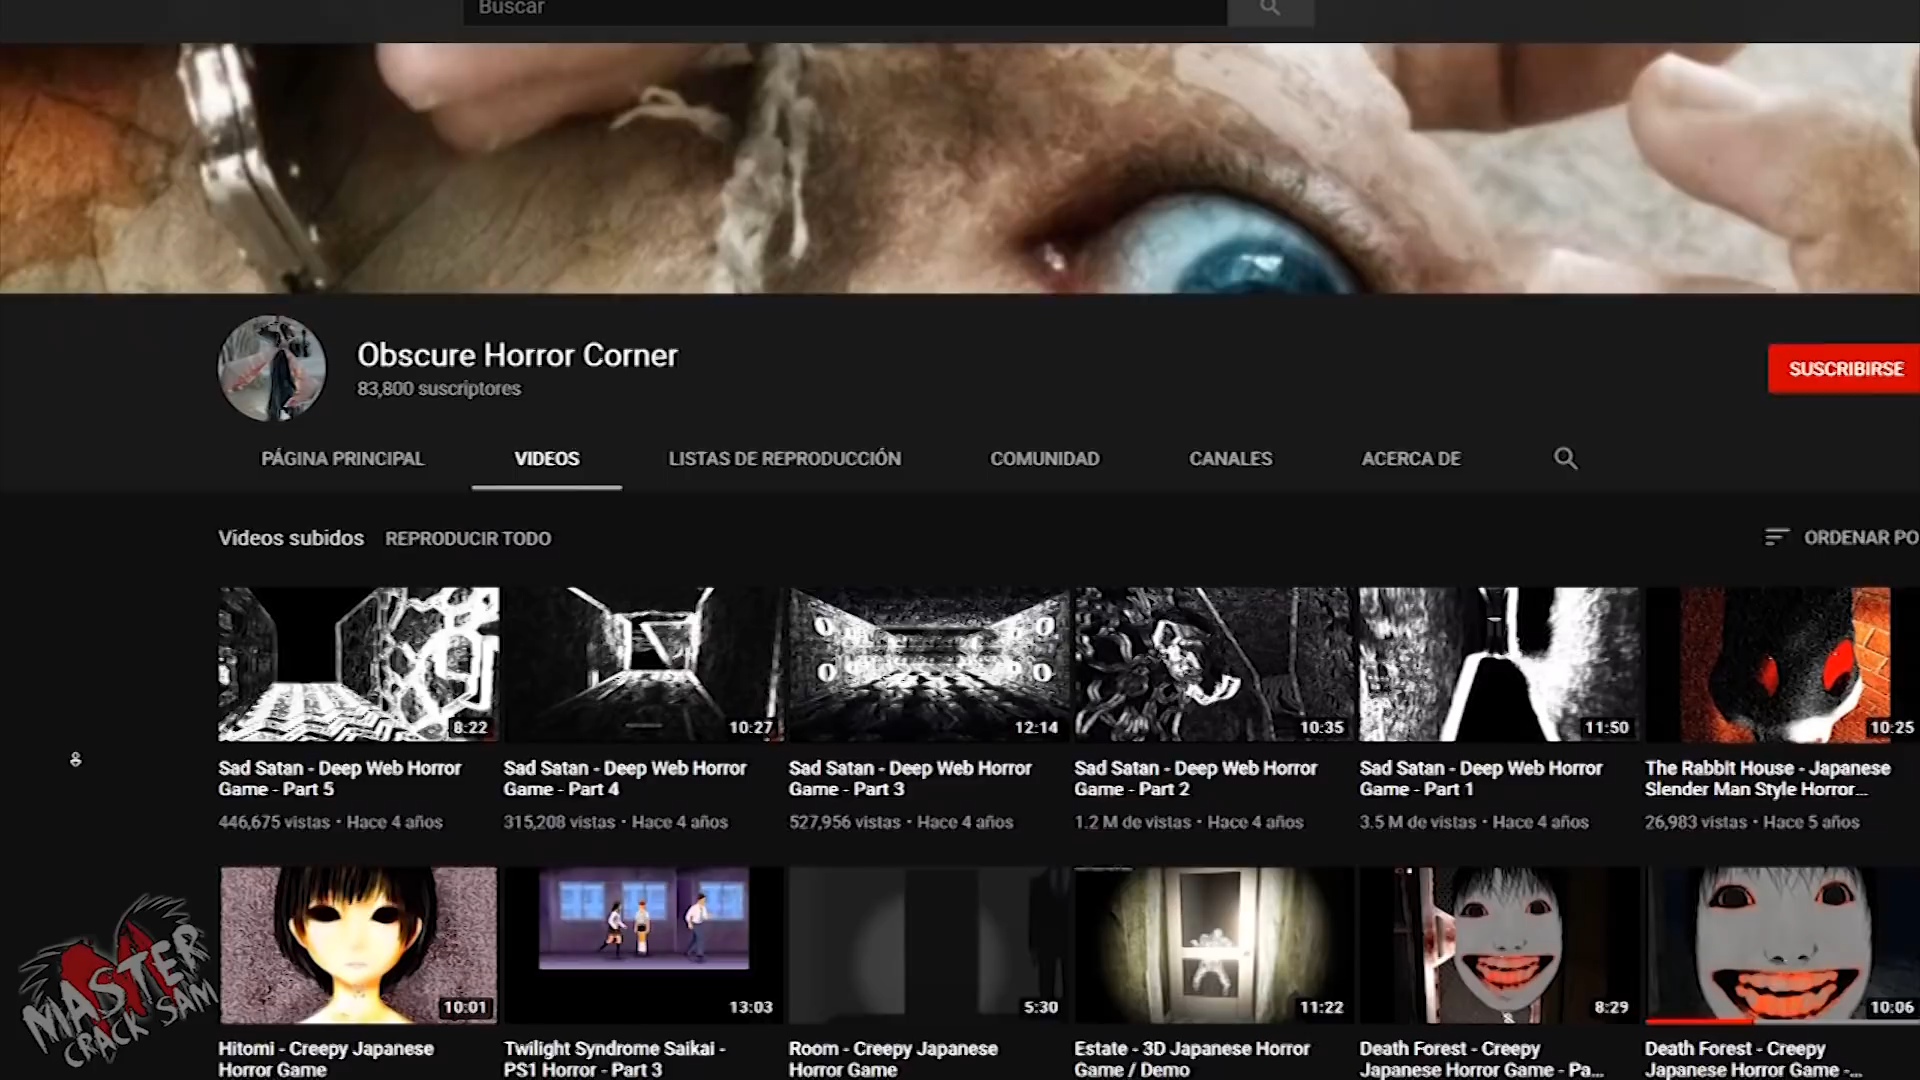 Buscar
Obscure Horror Corner
83,800 suscriptores
SUSCRIBIRSE
PÁGINA PRINCIPAL
VIDEOS
LISTAS DE REPRODUCCIÓN
COMUNIDAD
CANALES
ACERCA DE
Videos subidos
REPRODUCIR TODO
ORDENAR PO
8:22
10:27
12:14
10:35
11:50
10:25
Sad Satan - Deep Web Horror
Game - Part 5
446,675 vistas • Hace 4 años
Sad Satan - Deep Web Horror
Game - Part 4
315,208 vistas • Hace 4 años
Sad Satan - Deep Web Horror
Game - Part 3
527,956 vistas • Hace 4 años
Sad Satan - Deep Web Horror
Game - Part 2
1.2 M de vistas • Hace 4 años
Sad Satan - Deep Web Horror
Game - Part 1
3.5 M de vistas • Hace 4 años
The Rabbit House - Japanese
Slender Man Style Horror...
26,983 vistas • Hace 5 años
10:01
13:03
5:30
11:22
8:29
10:06
Hitomi - Creepy Japanese
Horror Game
Twilight Syndrome Saikai -
PS1 Horror - Part 3
Room - Creepy Japanese
Horror Game
Estate - 3D Japanese Horror
Game / Demo
Death Forest - Creepy
Japanese Horror Game - Pa...
Death Forest - Creepy
Japanese Horror Game -...
MASTER
CRACK SAM